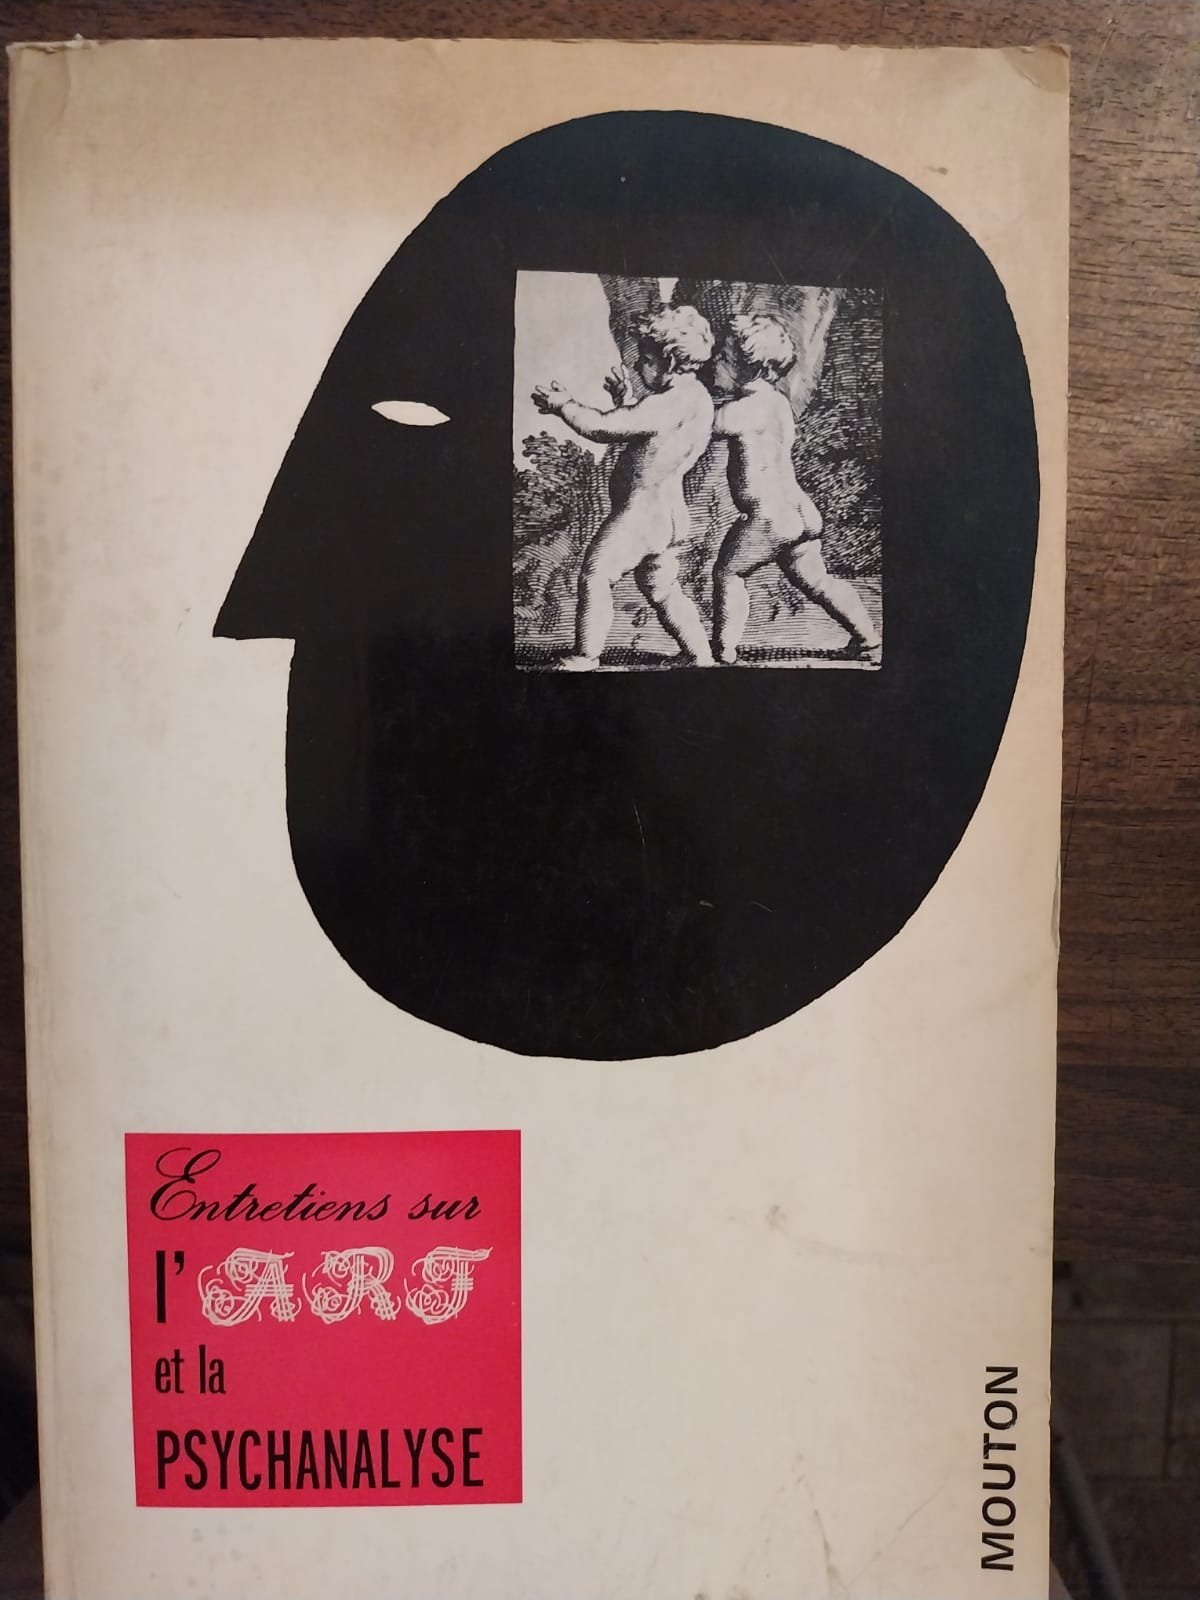 Entretiens sur
l'ART
et la
PSYCHANALYSE
MOUTON